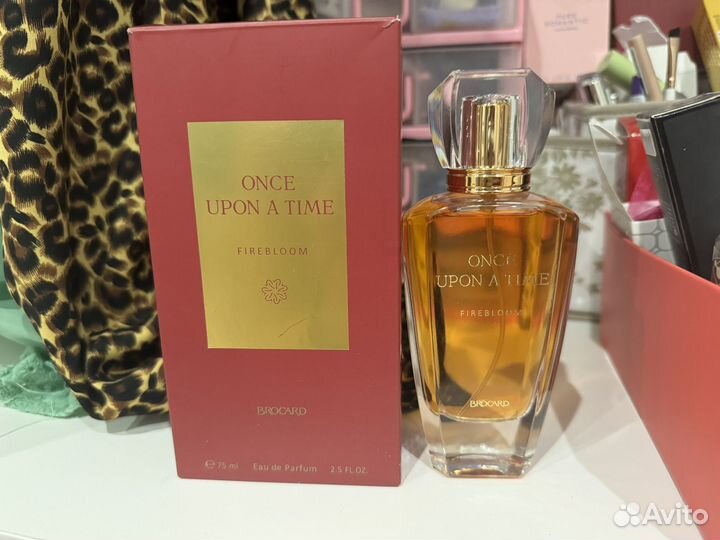 ONCE
UPON A TIME
FIREBLOOM
BROCARD
℮ 75 ml Eau de Parfum 2.5 FL.OZ.
ONCE
UPON A TIME
FIREBLOOM
BROCARD
Avito